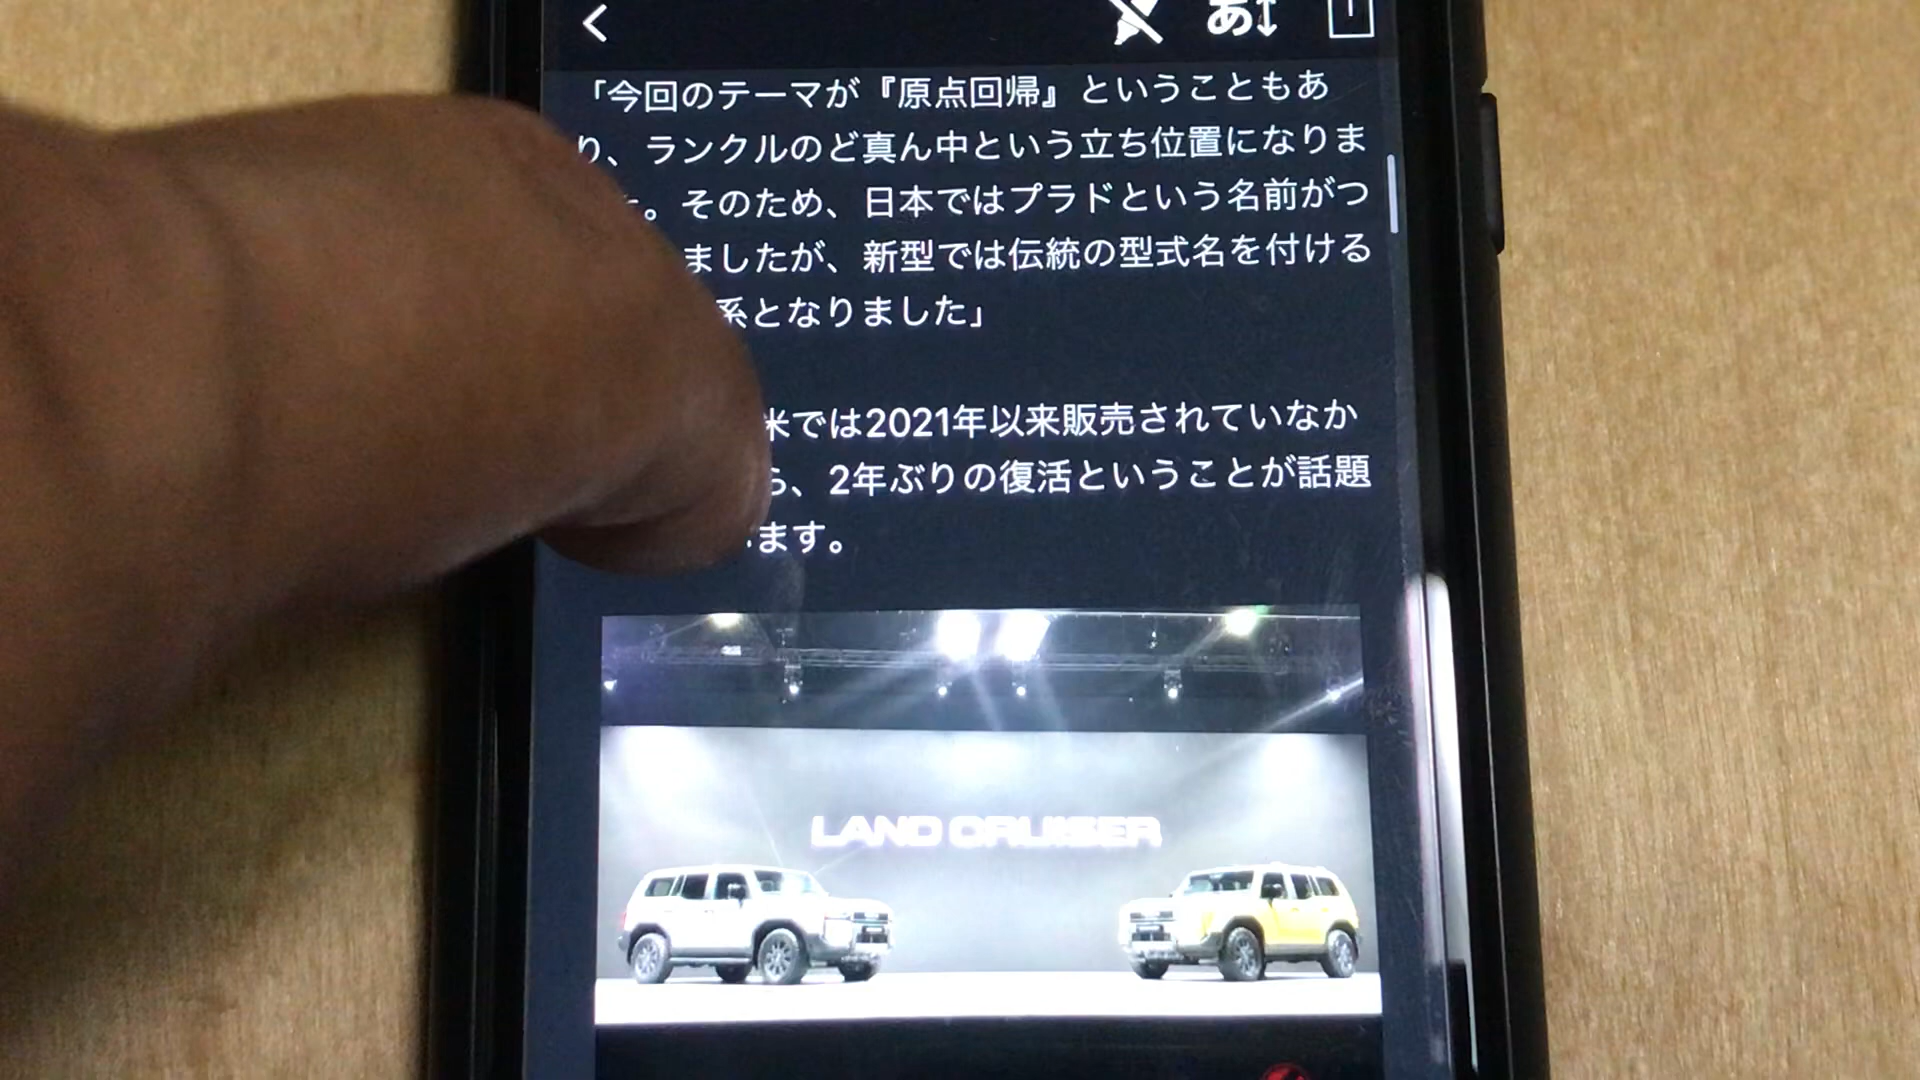 あ
「今回のテーマが『原点回帰』ということもあ
り、ランクルのど真ん中という立ち位置になりま
。そのため、日本ではプラドという名前がつ
ましたが、新型では伝統の型式名を付ける
系となりました」
米では2021年以来販売されていなか
ら、2年ぶりの復活ということが話題
ます。
LAND CRUISER